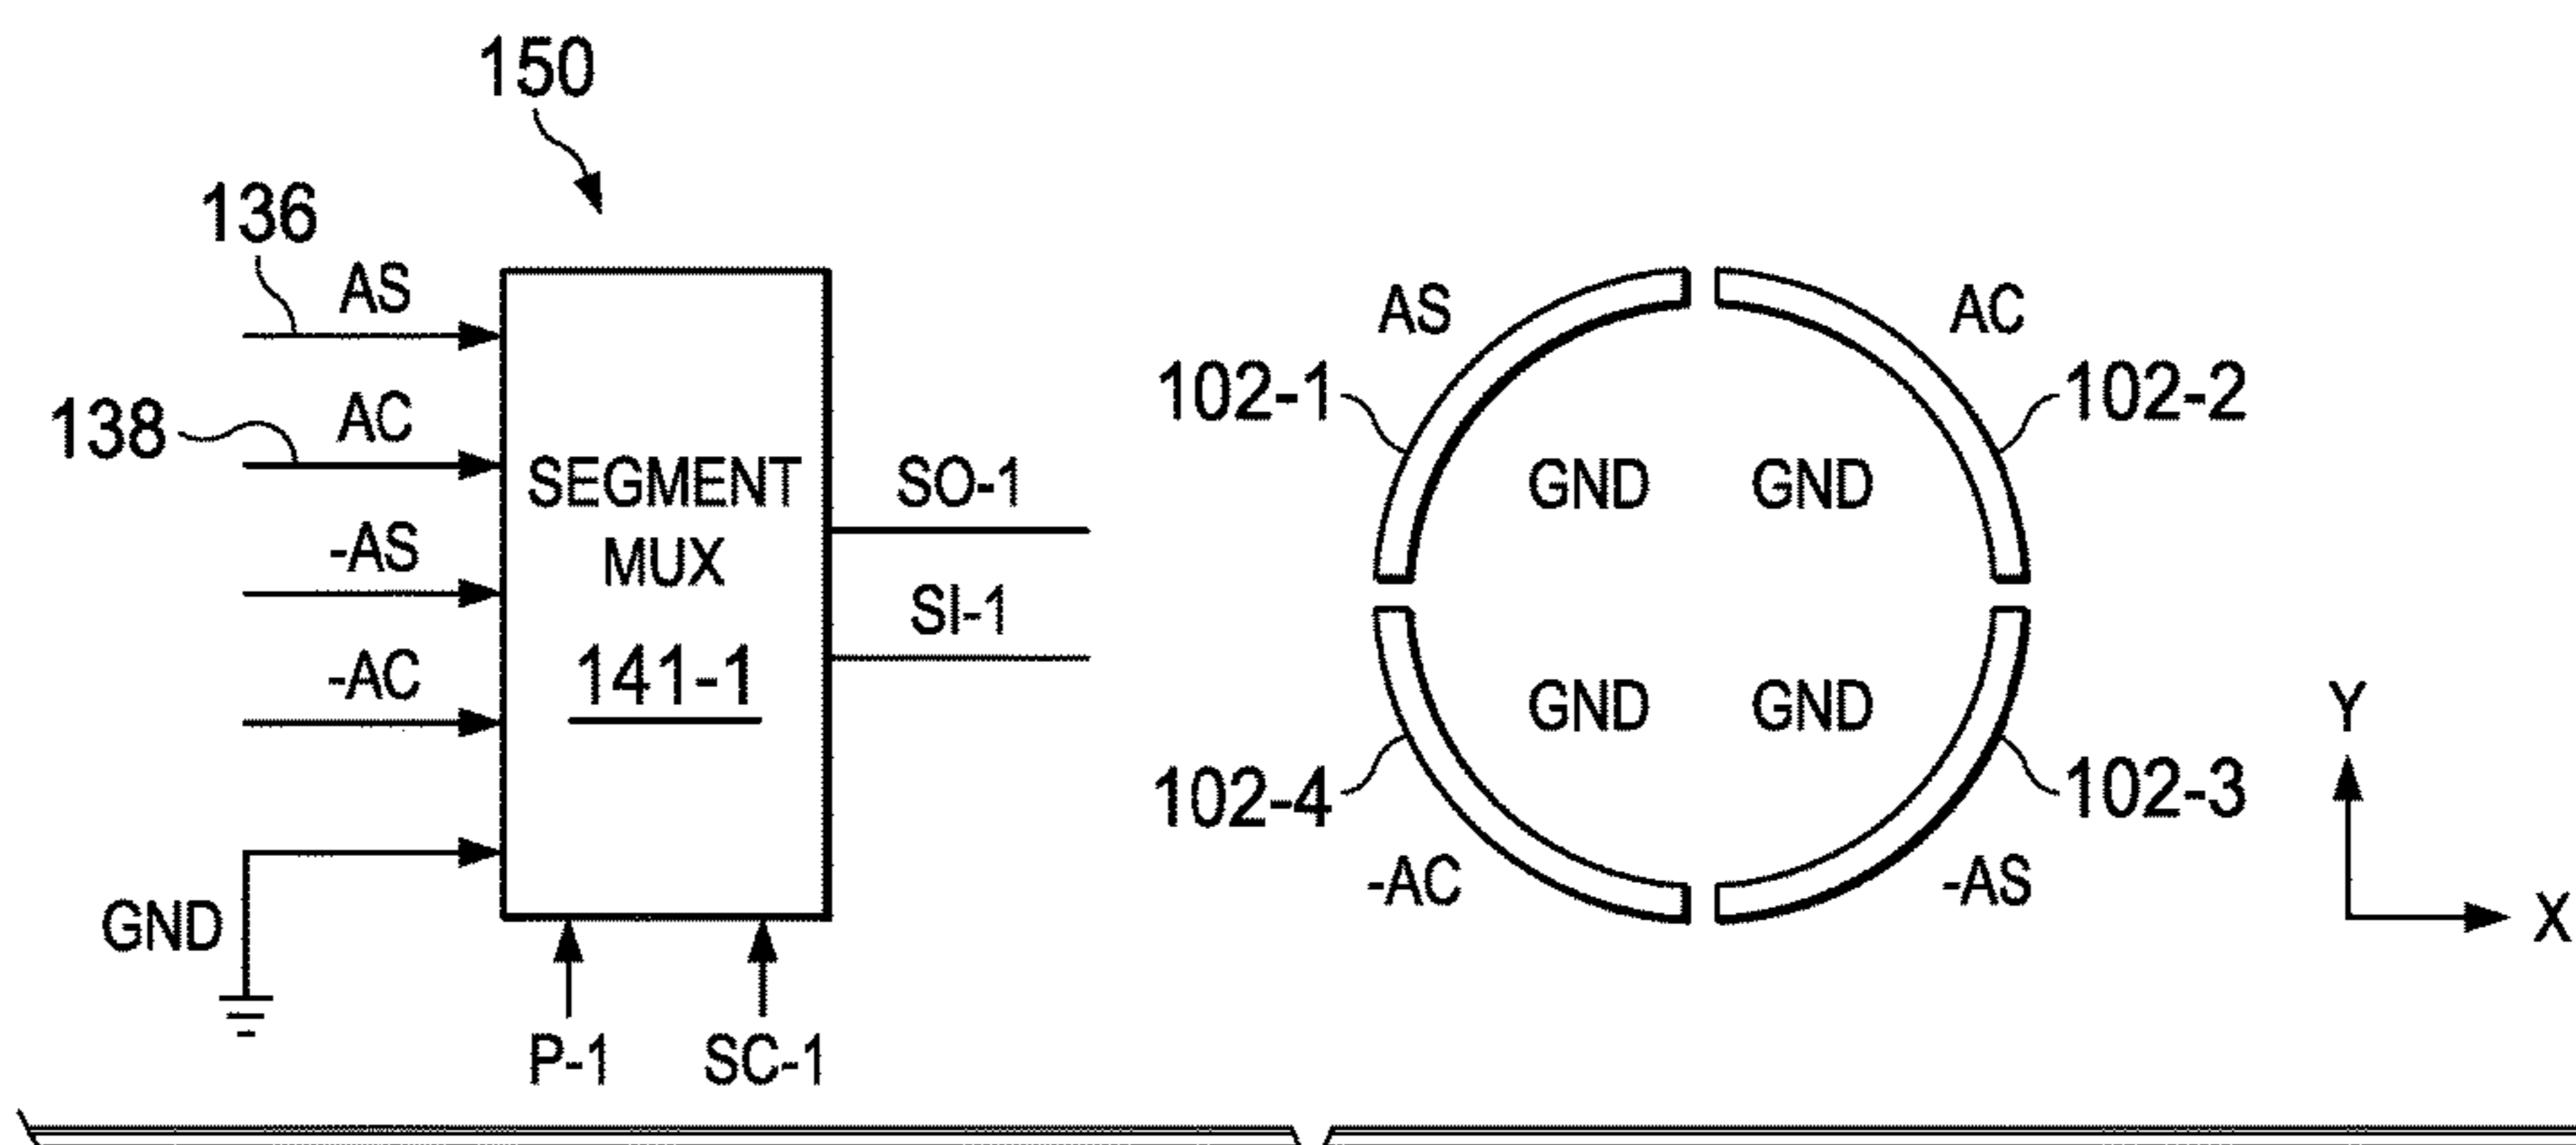 150
136
AS
138
AC
-AS
-AC
GND
SEGMENT
MUX
141-1
SO-1
SI-1
P-1
SC-1
AS
AC
102-1
102-2
GND
GND
GND
GND
102-4
102-3
-AC
-AS
Y
X